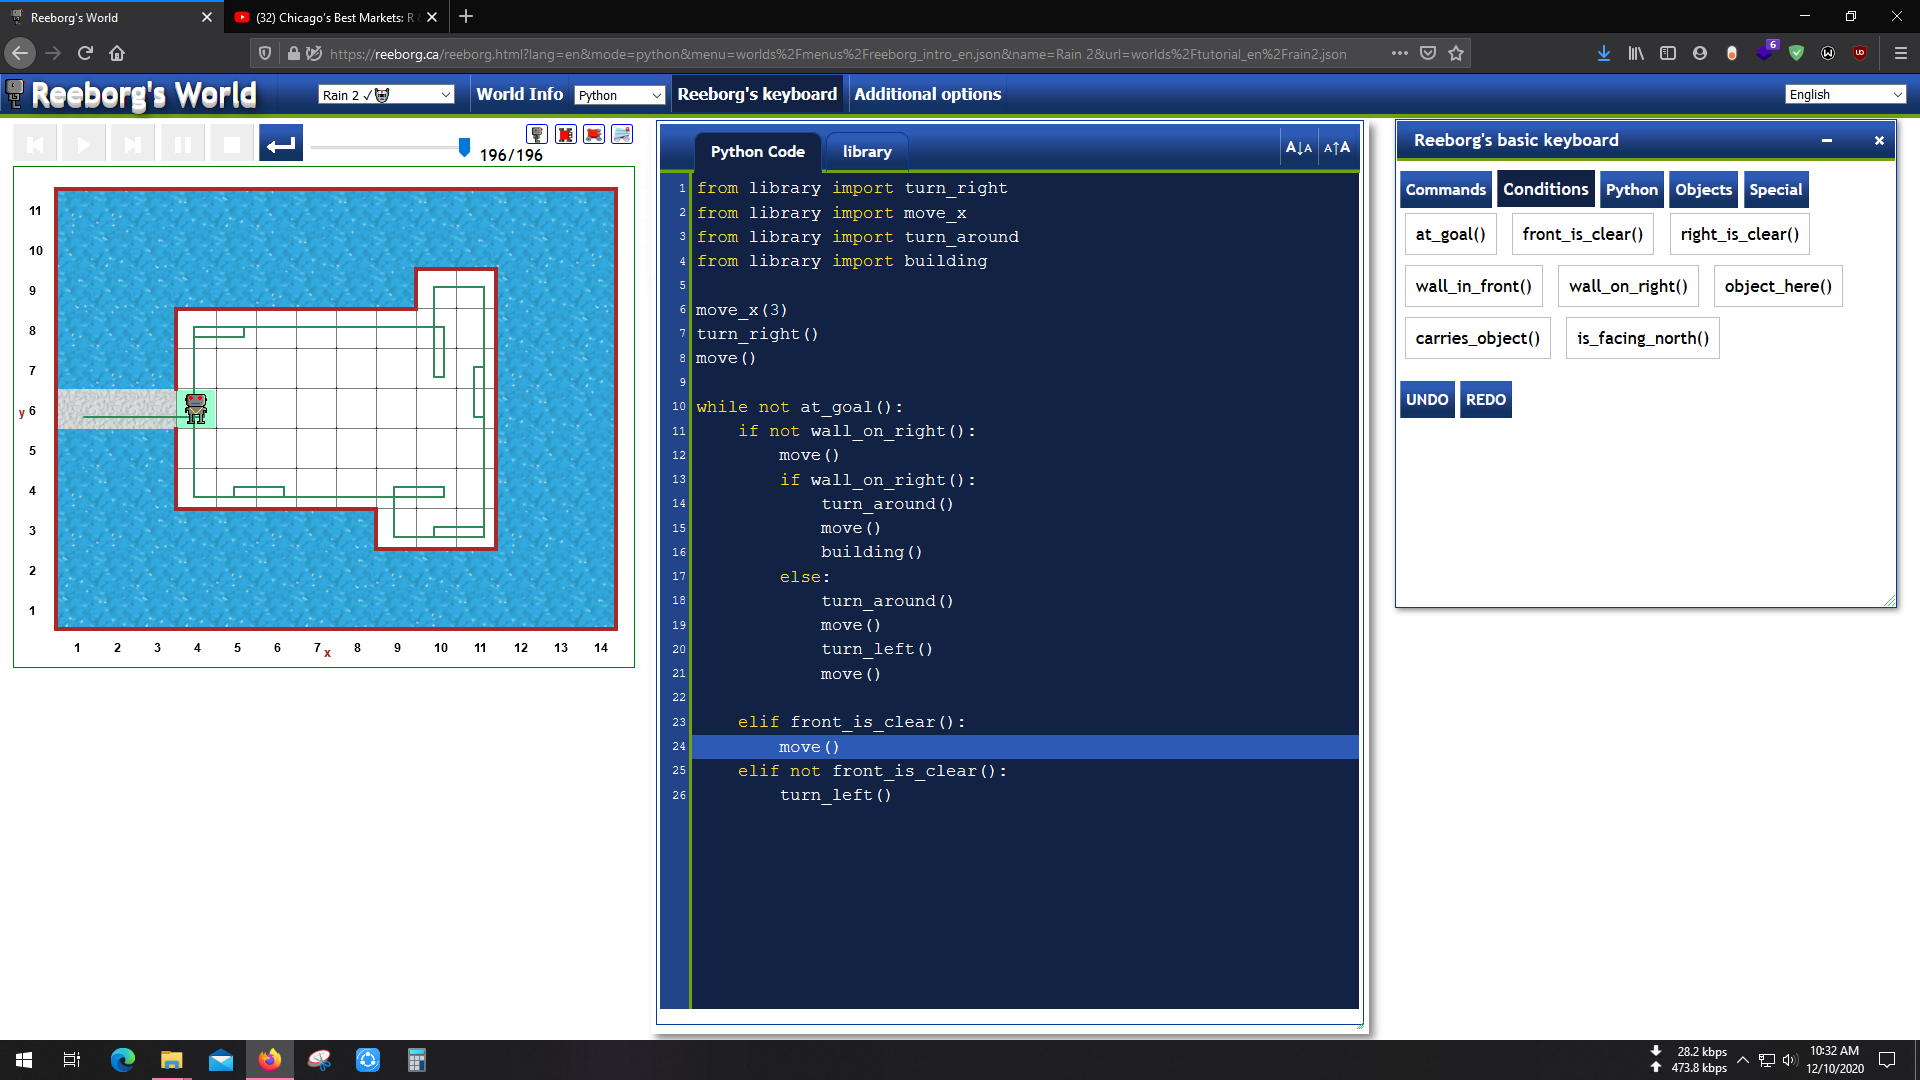 Reeborg's World
(32) Chicago's Best Markets: R
https://reeborg.ca/reeborg.html?lang=en&mode=python&menu=worlds%2Fmenus%2Freeborg_intro_en.json&name=Rain 2&url=worlds%2Ftutorial_en%2Frain2.json
6
Reeborg's World
Rain 2 ✓
World Info
Python
Reeborg's keyboard
Additional options
English
196/196
11
10
9
8
7
y 6
5
4
3
2
1
1 2 3 4 5 6 7 x 8 9 10 11 12 13 14
Python Code
library
A↓A A↑A
1 from library import turn_right
2 from library import move_x
3 from library import turn_around
4 from library import building
5
6 move_x(3)
7 turn_right()
8 move()
9
10 while not at_goal():
11 if not wall_on_right():
12 move()
13 if wall_on_right():
14 turn_around()
15 move()
16 building()
17 else:
18 turn_around()
19 move()
20 turn_left()
21 move()
22
23 elif front_is_clear():
24 move()
25 elif not front_is_clear():
26 turn_left()
Reeborg's basic keyboard
Commands Conditions Python Objects Special
at_goal() front_is_clear() right_is_clear()
wall_in_front() wall_on_right() object_here()
carries_object() is_facing_north()
UNDO REDO
28.2 kbps
473.8 kbps
10:32 AM
12/10/2020